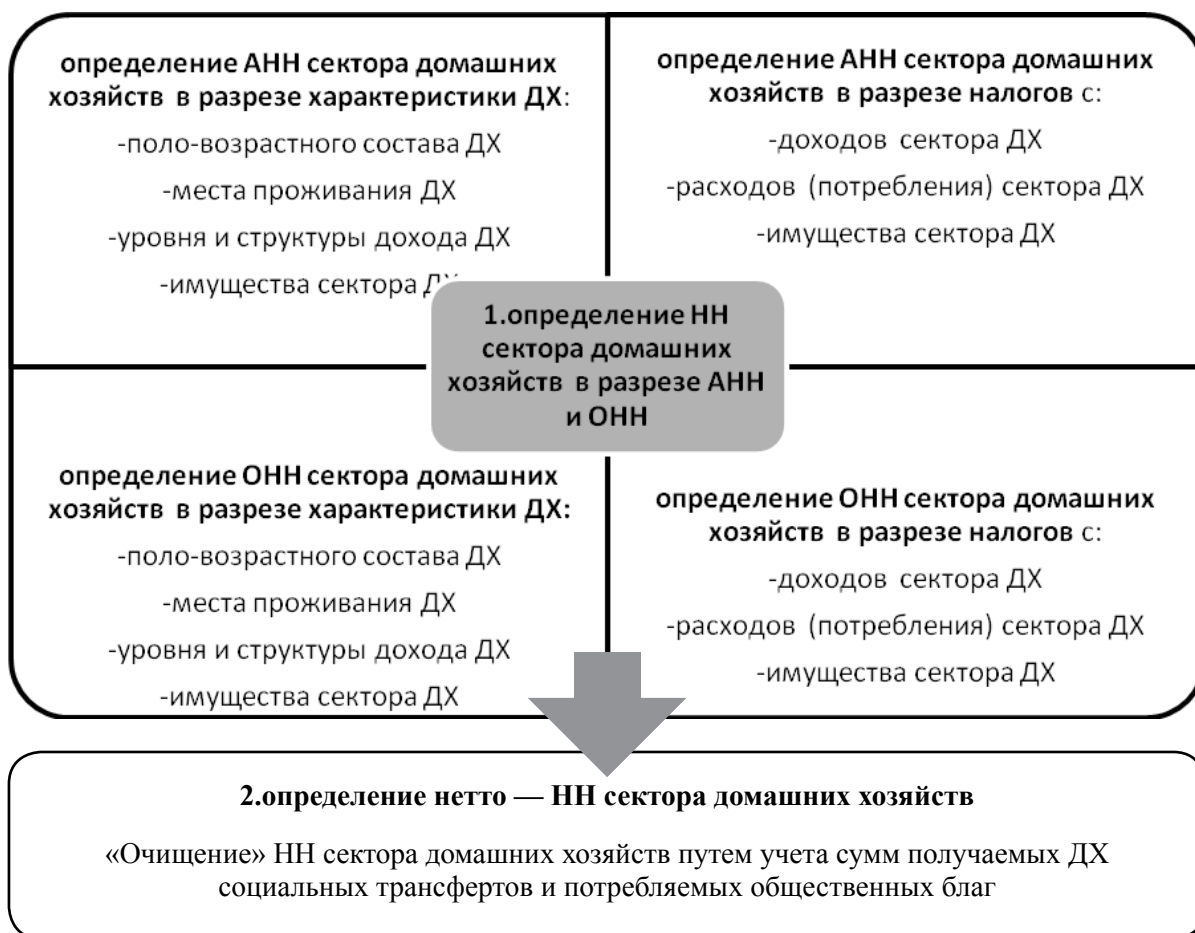 определение АНН сектора домашних
хозяйств в разрезе характеристики ДХ:
-поло-возрастного состава ДХ
-места проживания ДХ
-уровня и структуры дохода ДХ
-имущества сектора
определение АНН сектора домашних
хозяйств в разрезе налогов с:
-доходов сектора ДХ
-расходов (потребления) сектора ДХ
-имущества сектора ДХ
1.определение НН
сектора домашних
хозяйств в разрезе АНН
и ОНН
определение ОНН сектора домашних
хозяйств в разрезе характеристики ДХ:
-поло-возрастного состава ДХ
-места проживания ДХ
-уровня и структуры дохода ДХ
-имущества сектора ДХ
определение ОНН сектора домашних
хозяйств в разрезе налогов с:
-доходов сектора ДХ
-расходов (потребления) сектора ДХ
-имущества сектора ДХ
2.определение нетто — НН сектора домашних хозяйств
«Очищение» НН сектора домашних хозяйств путем учета сумм получаемых ДХ
социальных трансфертов и потребляемых общественных благ